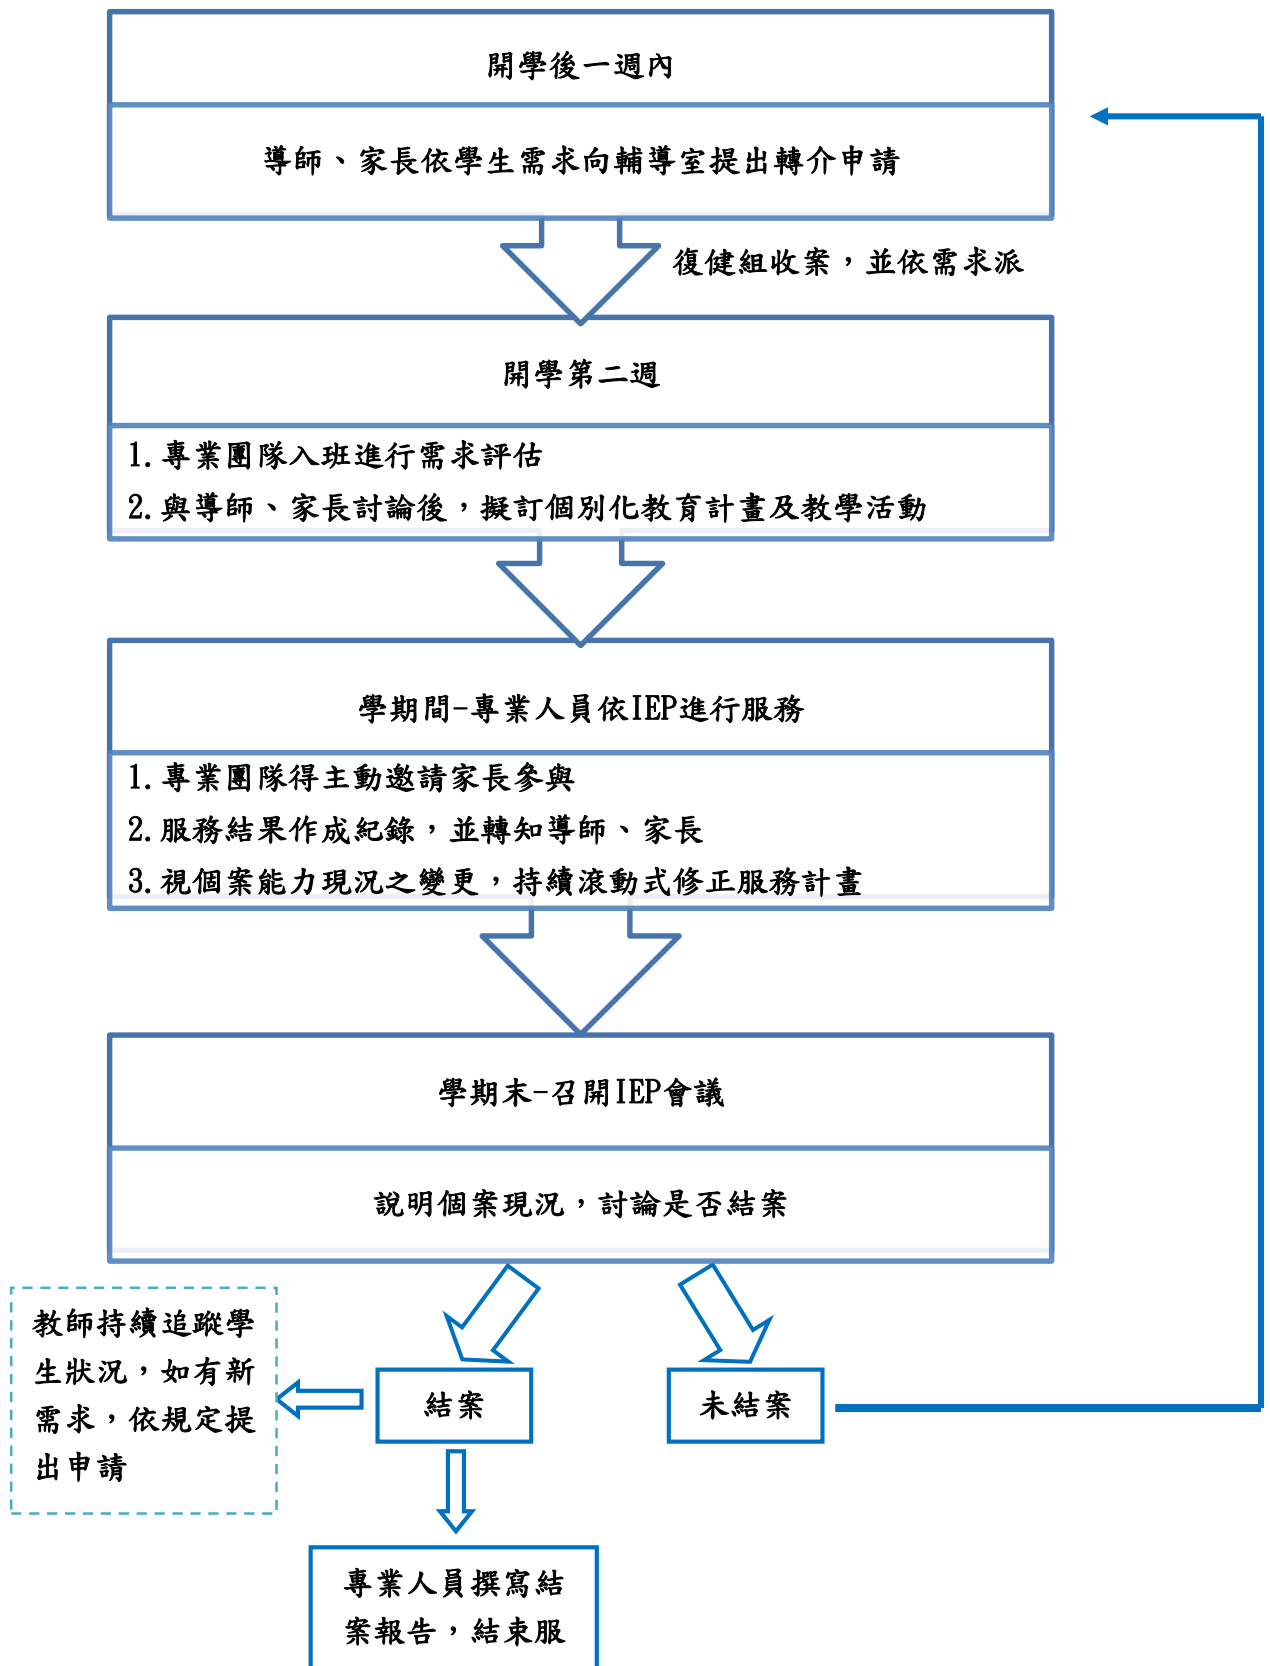 開學後一週內
導師、家長依學生需求向輔導室提出轉介申請
復健組收案，並依需求派
開學第二週
1.專業團隊入班進行需求評估
2.與導師、家長討論後，擬訂個別化教育計畫及教學活動
學期間-專業人員依IEP進行服務
1.專業團隊得主動邀請家長參與
2.服務結果作成紀錄，並轉知導師、家長
3.視個案能力現況之變更，持續滾動式修正服務計畫
學期末-召開IEP會議
說明個案現況，討論是否結案
教師持續追蹤學
生狀況，如有新
需求，依規定提
出申請
結案
未結案
專業人員撰寫結
案報告，結束服